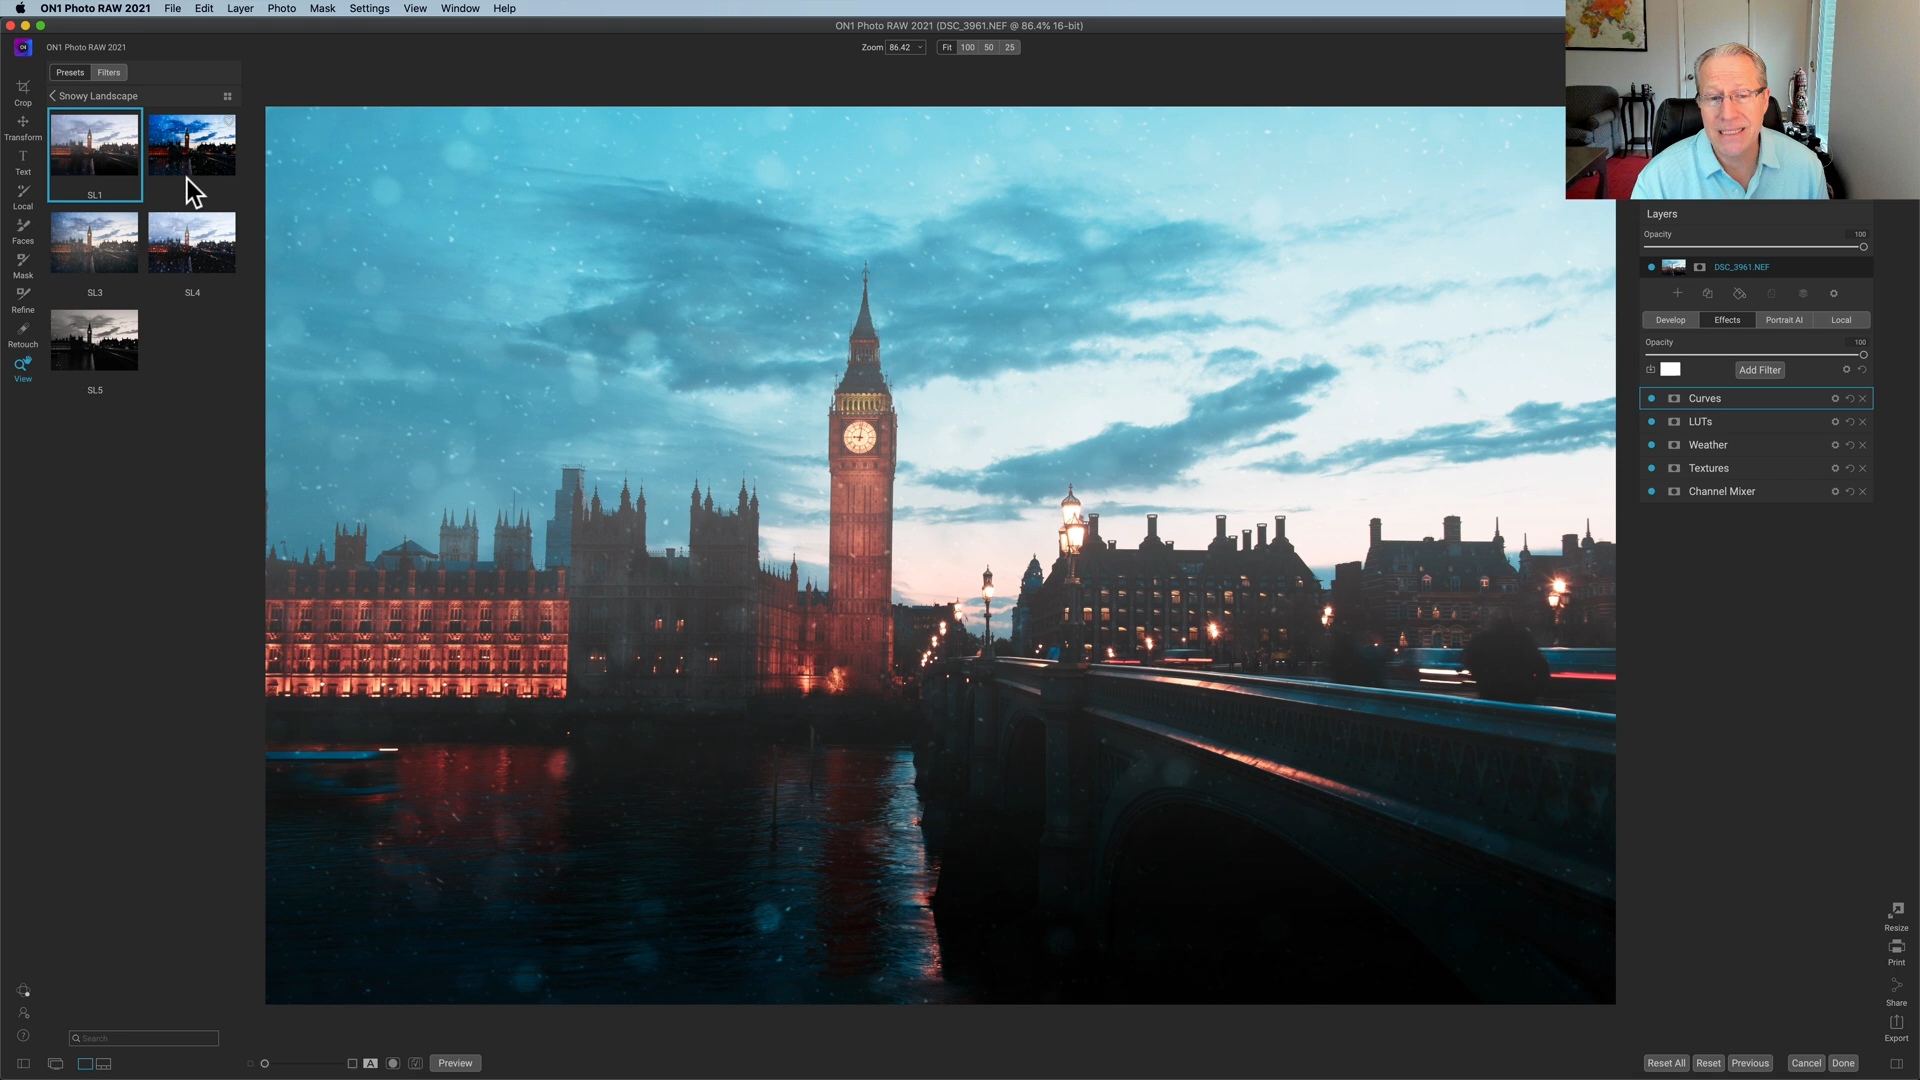 ON1 Photo RAW 2021 File Edit Layer Photo Mask Settings View Window Help
ON1 Photo RAW 2021 (DSC_3961.NEF @ 86.4% 16-bit)
ON1 Photo RAW 2021
Zoom 86.42 Fit 100 50 25
Presets Filters
Snowy Landscape
Crop
Transform
Text
Local
Faces
Mask
Refine
Retouch
View
SL1
SL3
SL4
SL5
Search
A
Preview
Layers
Opacity 100
DSC_3961.NEF
Develop Effects Portrait AI Local
Opacity 100
Add Filter
Curves
LUTs
Weather
Textures
Channel Mixer
Resize
Print
Share
Export
Reset All Reset Previous Cancel Done